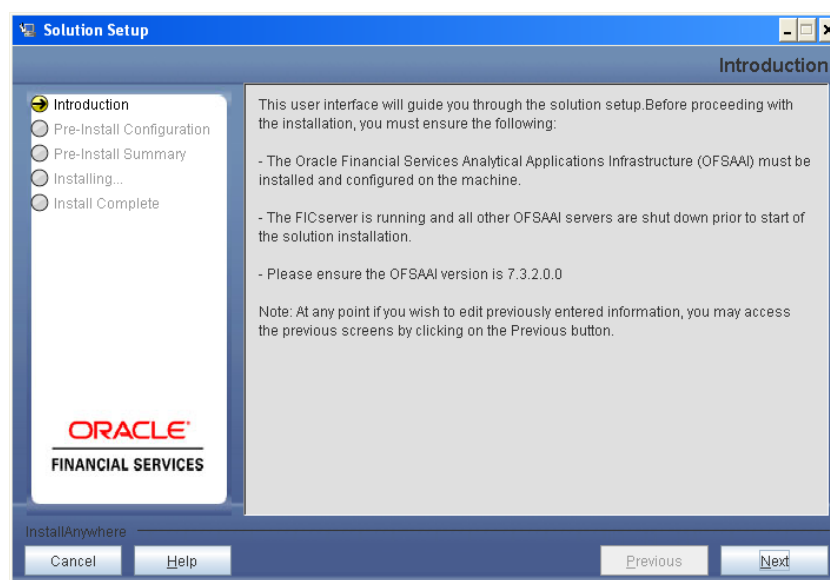 Solution Setup
Introduction
Introduction
Pre-Install Configuration
Pre-Install Summary
Installing...
Install Complete
This user interface will guide you through the solution setup.Before proceeding with
the installation, you must ensure the following:
- The Oracle Financial Services Analytical Applications Infrastructure (OFSAAI) must be
installed and configured on the machine.
- The FICserver is running and all other OFSAAI servers are shut down prior to start of
the solution installation.
- Please ensure the OFSAAI version is 7.3.2.0.0
Note: At any point if you wish to edit previously entered information, you may access
the previous screens by clicking on the Previous button.
ORACLE
FINANCIAL SERVICES
InstallAnywhere
Cancel
Help
Previous
Next